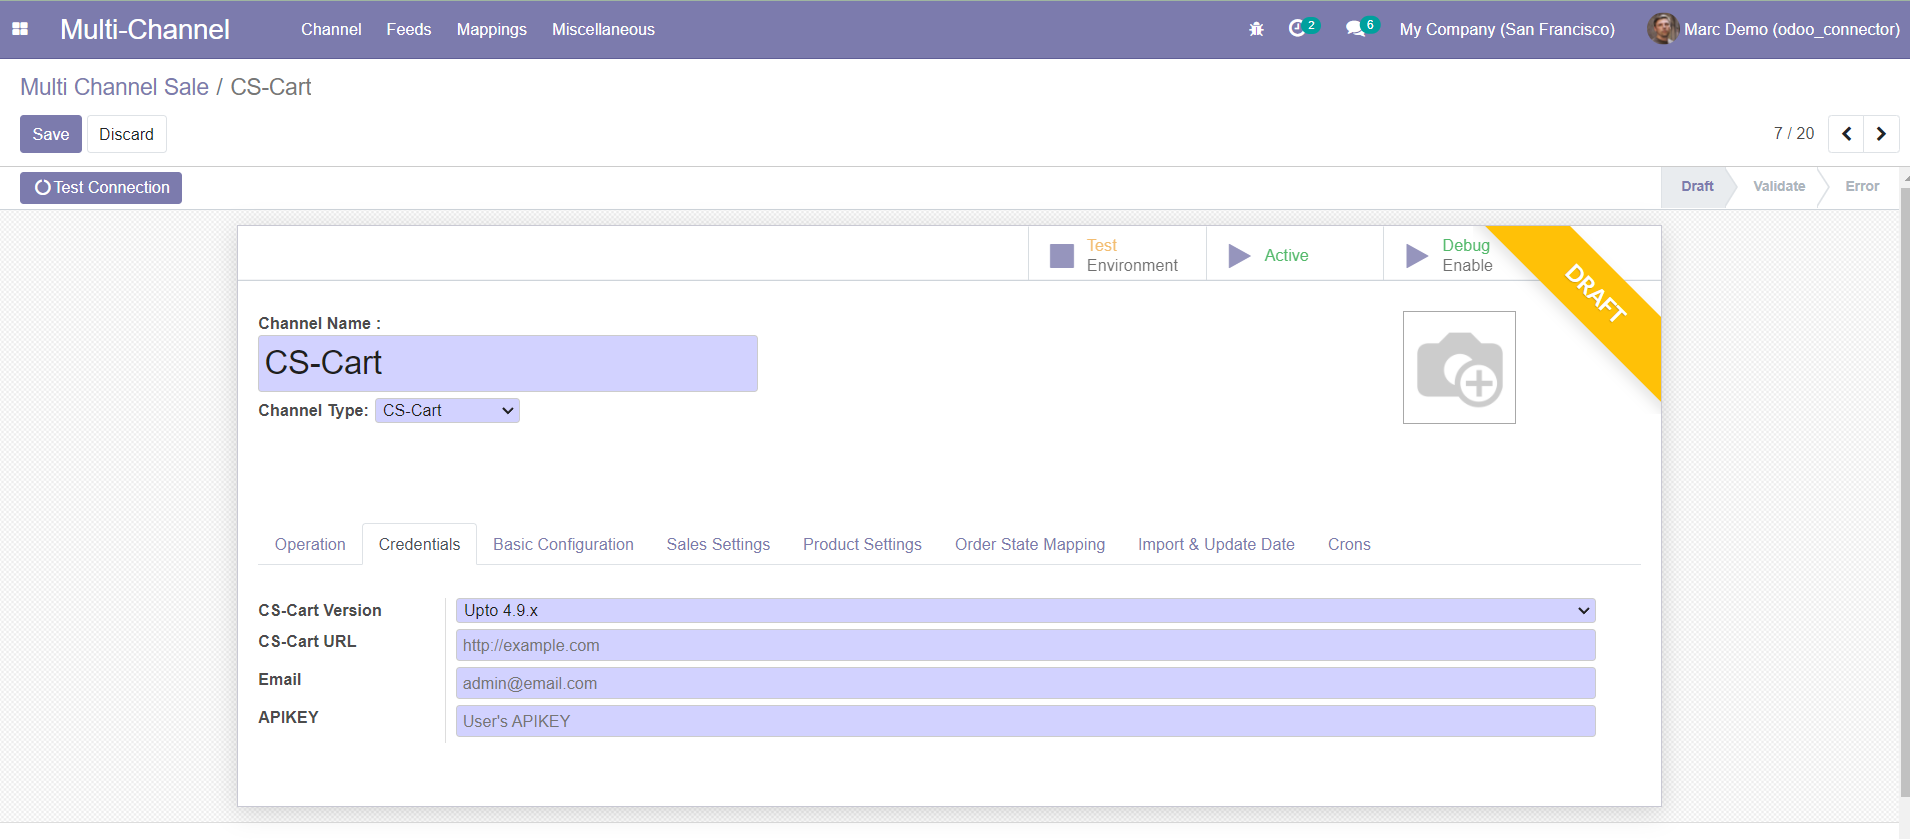 Multi-Channel Channel Feeds Mappings Miscellaneous 2 6 My Company (San Francisco) Marc Demo (odoo_connector)
Multi Channel Sale / CS-Cart
Save Discard 7 / 20
Test Connection Draft Validate Error
Test
Environment
Active
Debug
Enable
DRAFT
Channel Name :
CS-Cart
Channel Type: CS-Cart
Operation Credentials Basic Configuration Sales Settings Product Settings Order State Mapping Import & Update Date Crons
CS-Cart Version Upto 4.9.x
CS-Cart URL http://example.com
Email admin@email.com
APIKEY User's APIKEY